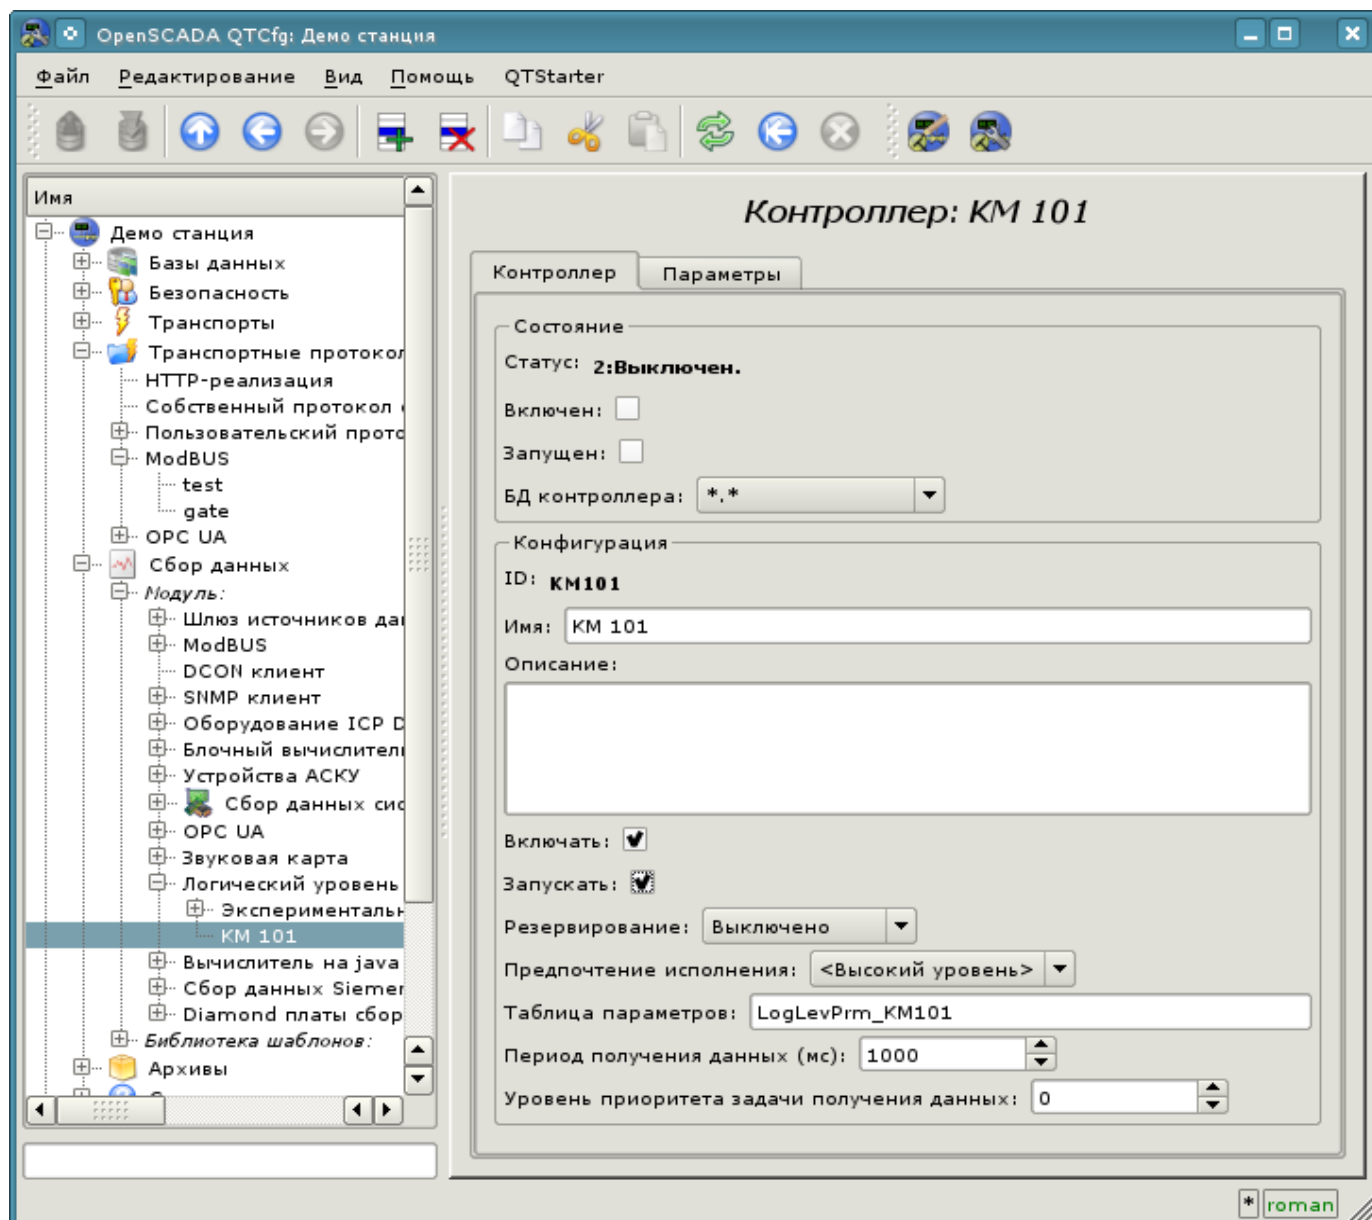 OpenSCADA QTCfg: Демо станция
Файл Редактирование Вид Помощь QTStarter
Имя
Демо станция
Базы данных
Безопасность
Транспорты
Транспортные протокол
HTTP-реализация
Собственный протокол
Пользовательский прото
ModBUS
test
gate
OPC UA
Сбор данных
Модуль:
Шлюз источников дан
ModBUS
DCON клиент
SNMP клиент
Оборудование ICP D
Блочный вычислител
Устройства АСКУ
Сбор данных сис
OPC UA
Звуковая карта
Логический уровень
Экспериментальн
КМ 101
Вычислитель на java
Сбор данных Siemen
Diamond платы сбор
Библиотека шаблонов:
Архивы
Контроллер: КМ 101
Контроллер Параметры
Состояние
Статус: 2:Выключен.
Включен:
Запущен:
БД контроллера: *.*
Конфигурация
ID: KM101
Имя: КМ 101
Описание:
Включать:
Запускать:
Резервирование: Выключено
Предпочтение исполнения: <Высокий уровень>
Таблица параметров: LogLevPrm_KM101
Период получения данных (мс): 1000
Уровень приоритета задачи получения данных: 0
* roman